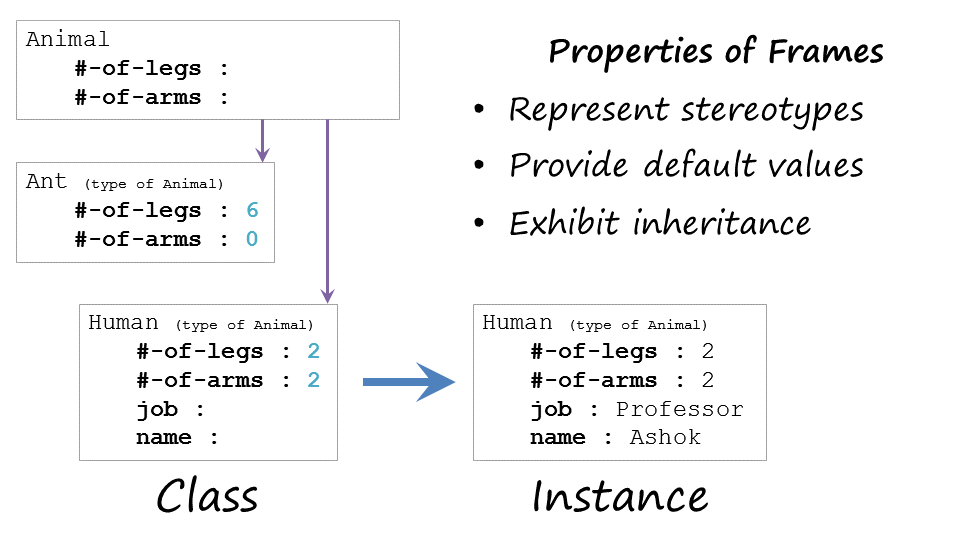 Animal
#-of-legs :
#-of-arms :
Properties of Frames
• Represent stereotypes
• Provide default values
• Exhibit inheritance
Ant (type of Animal)
#-of-legs : 6
#-of-arms : 0
Human (type of Animal)
#-of-legs : 2
#-of-arms : 2
job :
name :
Class
Human (type of Animal)
#-of-legs : 2
#-of-arms : 2
job : Professor
name : Ashok
Instance